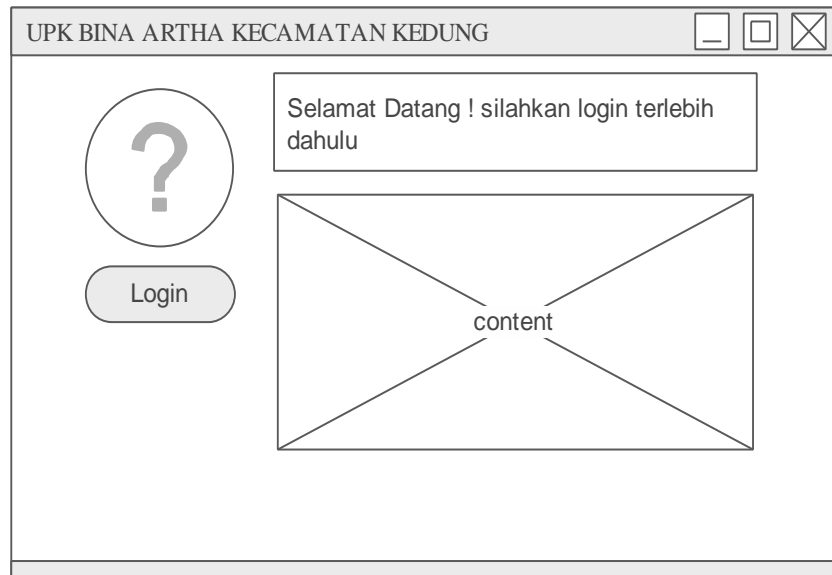 UPK BINA ARTHA KECAMATAN KEDUNG
Selamat Datang ! silahkan login terlebih
dahulu
?
Login
content